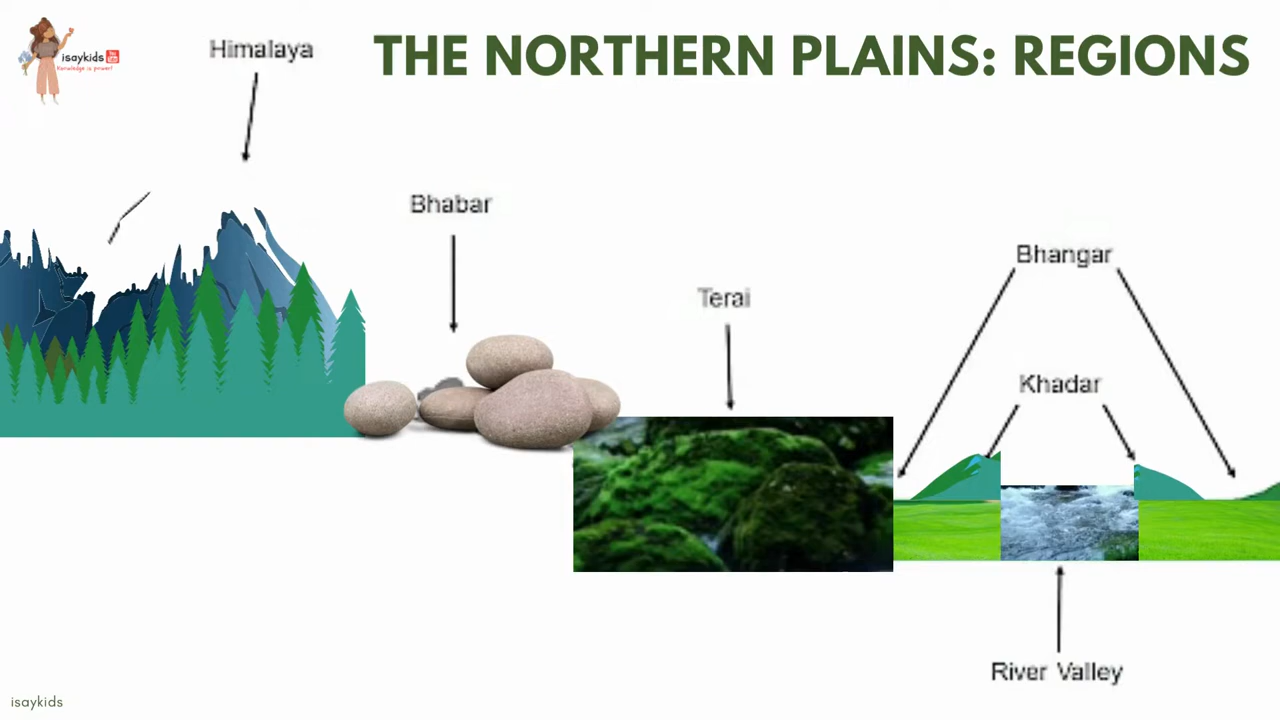 isaykids
Knowledge is power!
Himalaya
THE NORTHERN PLAINS: REGIONS
Bhabar
Terai
Bhangar
Khadar
River Valley
isaykids